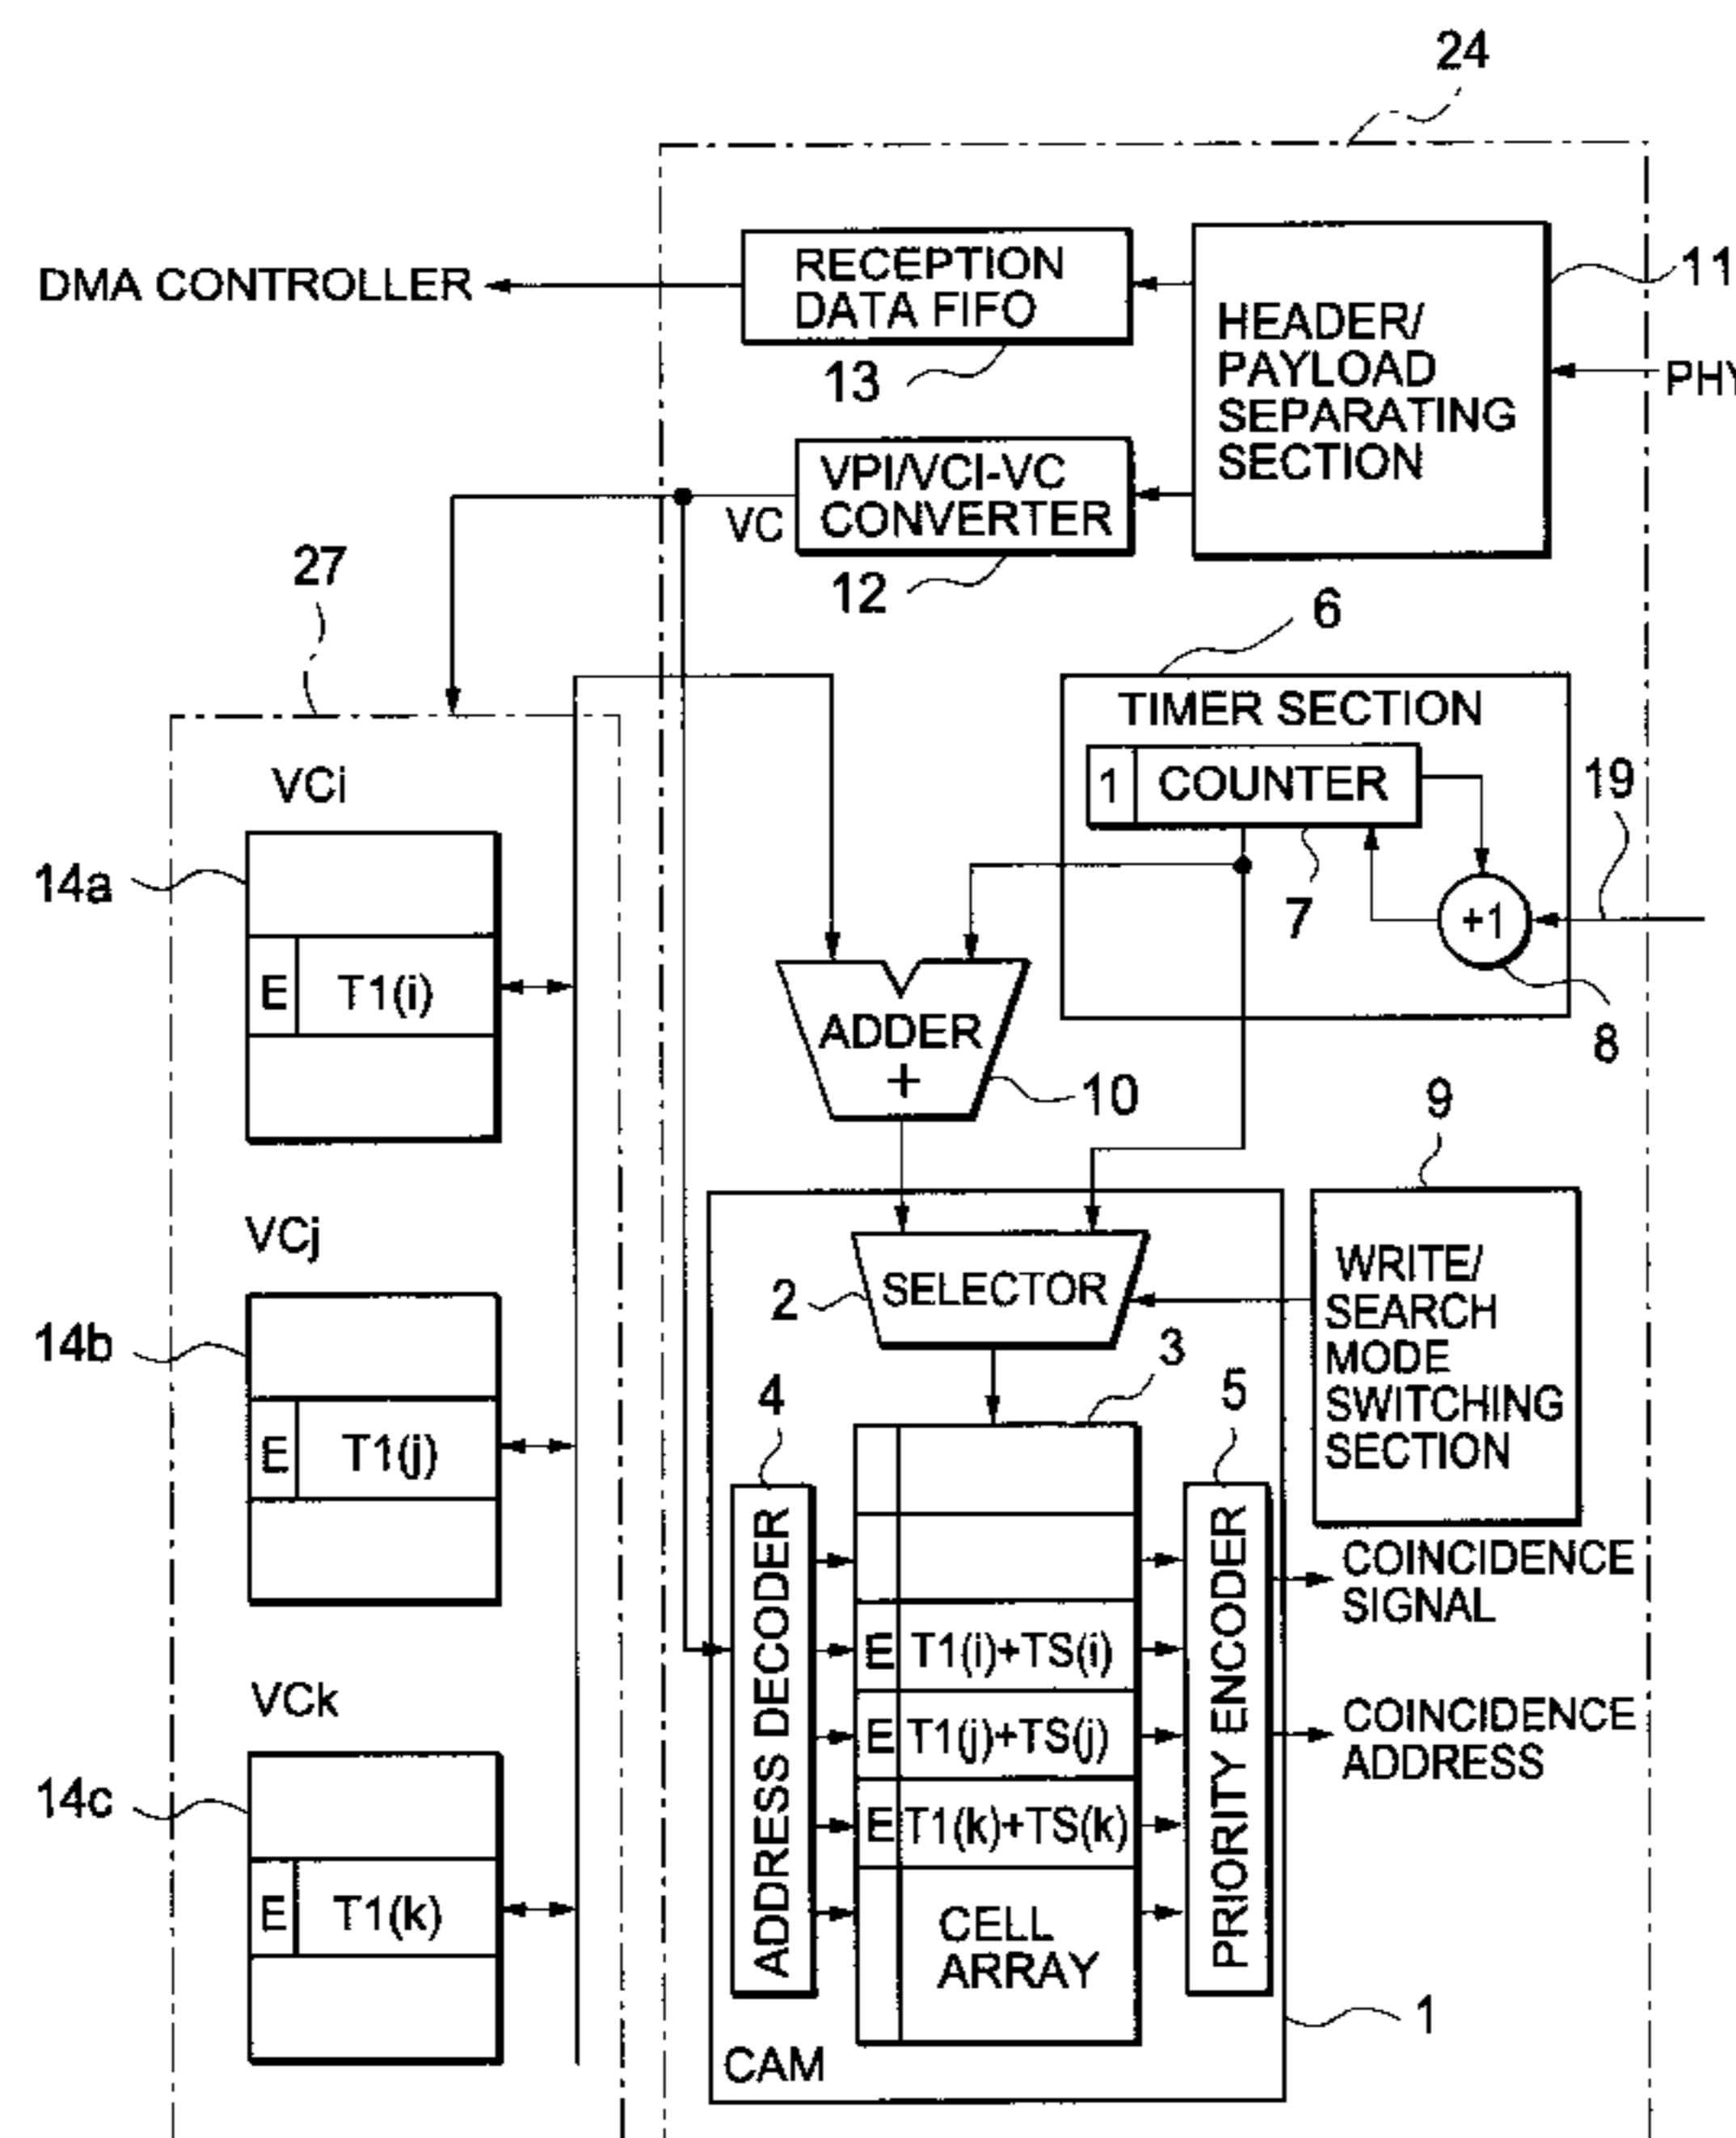 24
DMA CONTROLLER
RECEPTION
DATA FIFO
13
HEADER/
PAYLOAD
SEPARATING
SECTION
11
PHY
VPI/VCI-VC
CONVERTER
VC
12
27
6
TIMER SECTION
1 COUNTER
7
+1
19
8
VCi
14a
E T1(i)
ADDER
+
10
9
VCj
14b
E T1(j)
SELECTOR
2
WRITE/
SEARCH
MODE
SWITCHING
SECTION
3
4
5
ADDRESS DECODER
E T1(i)+TS(i)
E T1(j)+TS(j)
E T1(k)+TS(k)
CELL
ARRAY
PRIORITY ENCODER
COINCIDENCE
SIGNAL
COINCIDENCE
ADDRESS
VCk
14c
E T1(k)
CAM
1